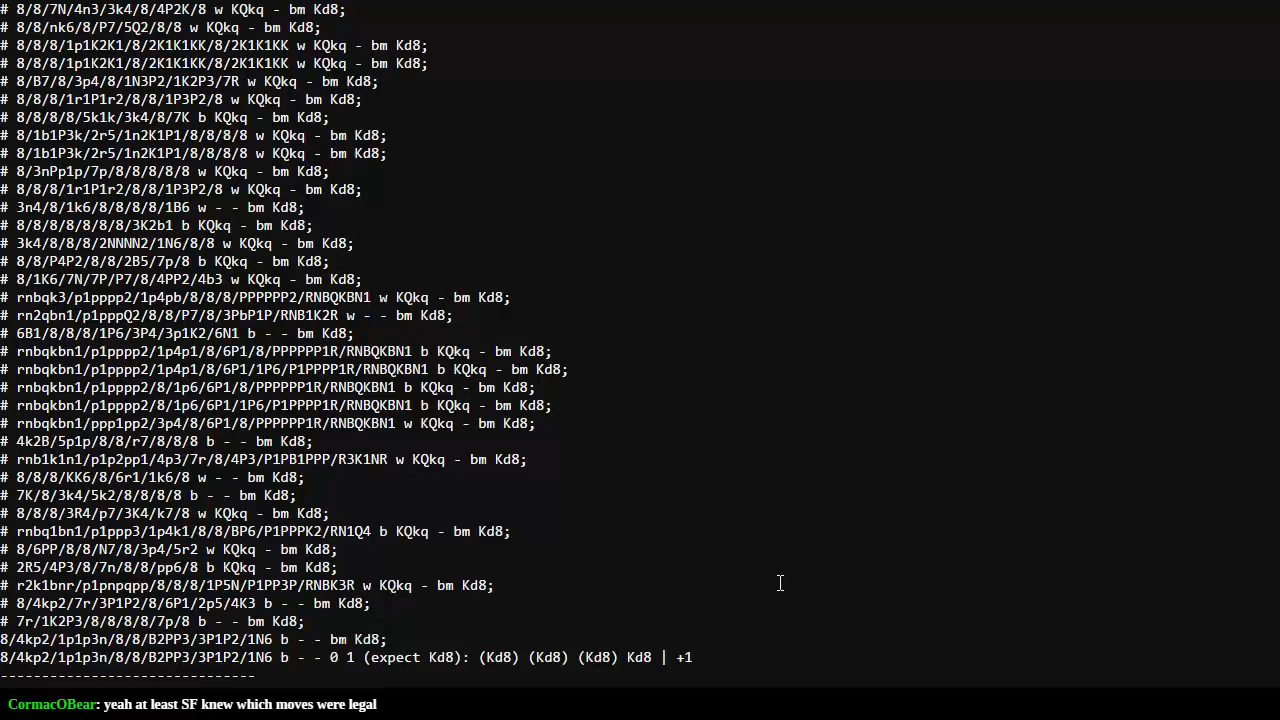 # 8/8/7N/4n3/3k4/8/4P2K/8 w KQkq - bm Kd8;
# 8/8/nk6/8/P7/5Q2/8/8 w KQkq - bm Kd8;
# 8/8/8/1p1K2K1/8/2K1K1KK/8/2K1K1KK w KQkq - bm Kd8;
# 8/8/8/1p1K2K1/8/2K1K1KK/8/2K1K1KK w KQkq - bm Kd8;
# 8/B7/8/3p4/8/1N3P2/1K2P3/7R w KQkq - bm Kd8;
# 8/8/8/1r1P1r2/8/8/1P3P2/8 w KQkq - bm Kd8;
# 8/8/8/8/5k1k/3k4/8/7K b KQkq - bm Kd8;
# 8/1b1P3k/2r5/1n2K1P1/8/8/8/8 w KQkq - bm Kd8;
# 8/1b1P3k/2r5/1n2K1P1/8/8/8/8 w KQkq - bm Kd8;
# 8/3nPp1p/7p/8/8/8/8/8 w KQkq - bm Kd8;
# 8/8/8/1r1P1r2/8/8/1P3P2/8 w KQkq - bm Kd8;
# 3n4/8/1k6/8/8/8/8/1B6 w - - bm Kd8;
# 8/8/8/8/8/8/8/3K2b1 b KQkq - bm Kd8;
# 3k4/8/8/8/2NNNN2/1N6/8/8 w KQkq - bm Kd8;
# 8/8/P4P2/8/8/2B5/7p/8 b KQkq - bm Kd8;
# 8/1K6/7N/7P/P7/8/4PP2/4b3 w KQkq - bm Kd8;
# rnbqk3/p1pppp2/1p4pb/8/8/8/PPPPPP2/RNBQKBN1 w KQkq - bm Kd8;
# rn2qbn1/p1pppQ2/8/8/P7/8/3PbP1P/RNB1K2R w - - bm Kd8;
# 6B1/8/8/8/1P6/3P4/3p1K2/6N1 b - - bm Kd8;
# rnbqkbn1/p1pppp2/1p4p1/8/6P1/8/PPPPPP1R/RNBQKBN1 b KQkq - bm Kd8;
# rnbqkbn1/p1pppp2/1p4p1/8/6P1/1P6/P1PPPP1R/RNBQKBN1 b KQkq - bm Kd8;
# rnbqkbn1/p1pppp2/8/1p6/6P1/8/PPPPPP1R/RNBQKBN1 b KQkq - bm Kd8;
# rnbqkbn1/p1pppp2/8/1p6/6P1/1P6/P1PPPP1R/RNBQKBN1 b KQkq - bm Kd8;
# rnbqkbn1/ppp1pp2/3p4/8/6P1/8/PPPPPP1R/RNBQKBN1 w KQkq - bm Kd8;
# 4k2B/5p1p/8/8/r7/8/8/8 b - - bm Kd8;
# rnb1k1n1/p1p2pp1/4p3/7r/8/4P3/P1PB1PPP/R3K1NR w KQkq - bm Kd8;
# 8/8/8/KK6/8/6r1/1k6/8 w - - bm Kd8;
# 7K/8/3k4/5k2/8/8/8/8 b - - bm Kd8;
# 8/8/8/3R4/p7/3K4/k7/8 w KQkq - bm Kd8;
# rnbq1bn1/p1ppp3/1p4k1/8/8/BP6/P1PPPK2/RN1Q4 b KQkq - bm Kd8;
# 8/6PP/8/8/N7/8/3p4/5r2 w KQkq - bm Kd8;
# 2R5/4P3/8/7n/8/8/pp6/8 b KQkq - bm Kd8;
# r2k1bnr/p1pnpqpp/8/8/8/1P5N/P1PP3P/RNBK3R w KQkq - bm Kd8;
# 8/4kp2/7r/3P1P2/8/6P1/2p5/4K3 b - - bm Kd8;
# 7r/1K2P3/8/8/8/8/7p/8 b - - bm Kd8;
8/4kp2/1p1p3n/8/8/B2PP3/3P1P2/1N6 b - - bm Kd8;
8/4kp2/1p1p3n/8/8/B2PP3/3P1P2/1N6 b - - 0 1 (expect Kd8): (Kd8) (Kd8) (Kd8) Kd8 | +1
-------------------------------
CormacOBear: yeah at least SF knew which moves were legal